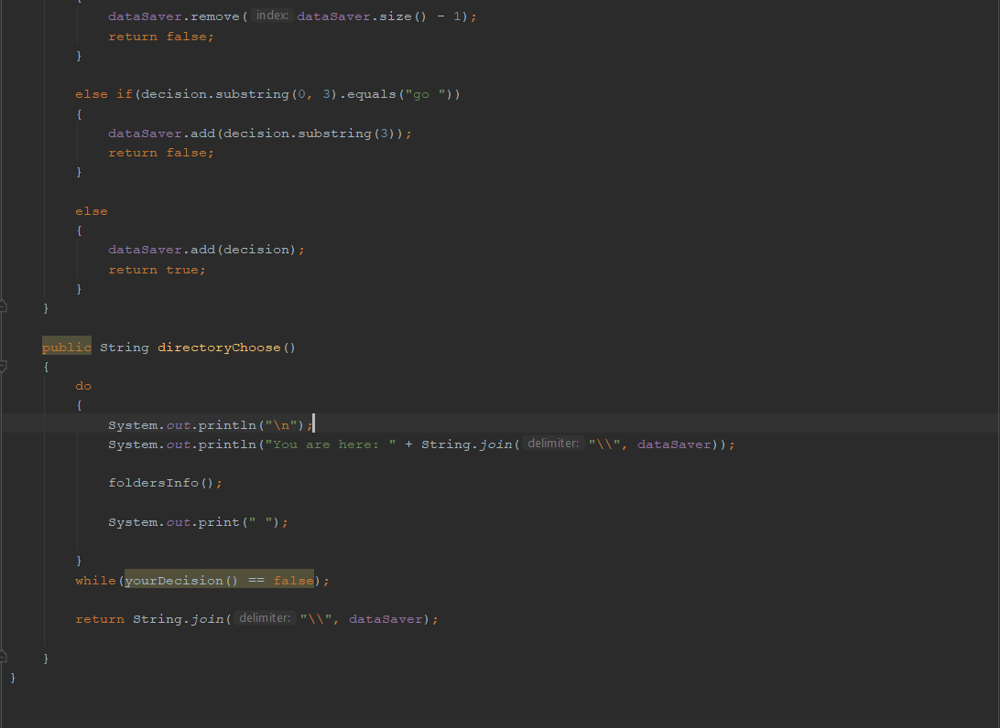 {
dataSaver.remove( index: dataSaver.size() - 1);
return false;
}
else if(decision.substring(0, 3).equals("go "))
{
dataSaver.add(decision.substring(3));
return false;
}
else
{
dataSaver.add(decision);
return true;
}
}
public String directoryChoose()
{
do
{
System.out.println("\n");
System.out.println("You are here: " + String.join( delimiter: "\\", dataSaver));
foldersInfo();
System.out.print(" ");
}
while(yourDecision() == false);
return String.join( delimiter: "\\", dataSaver);
}
}